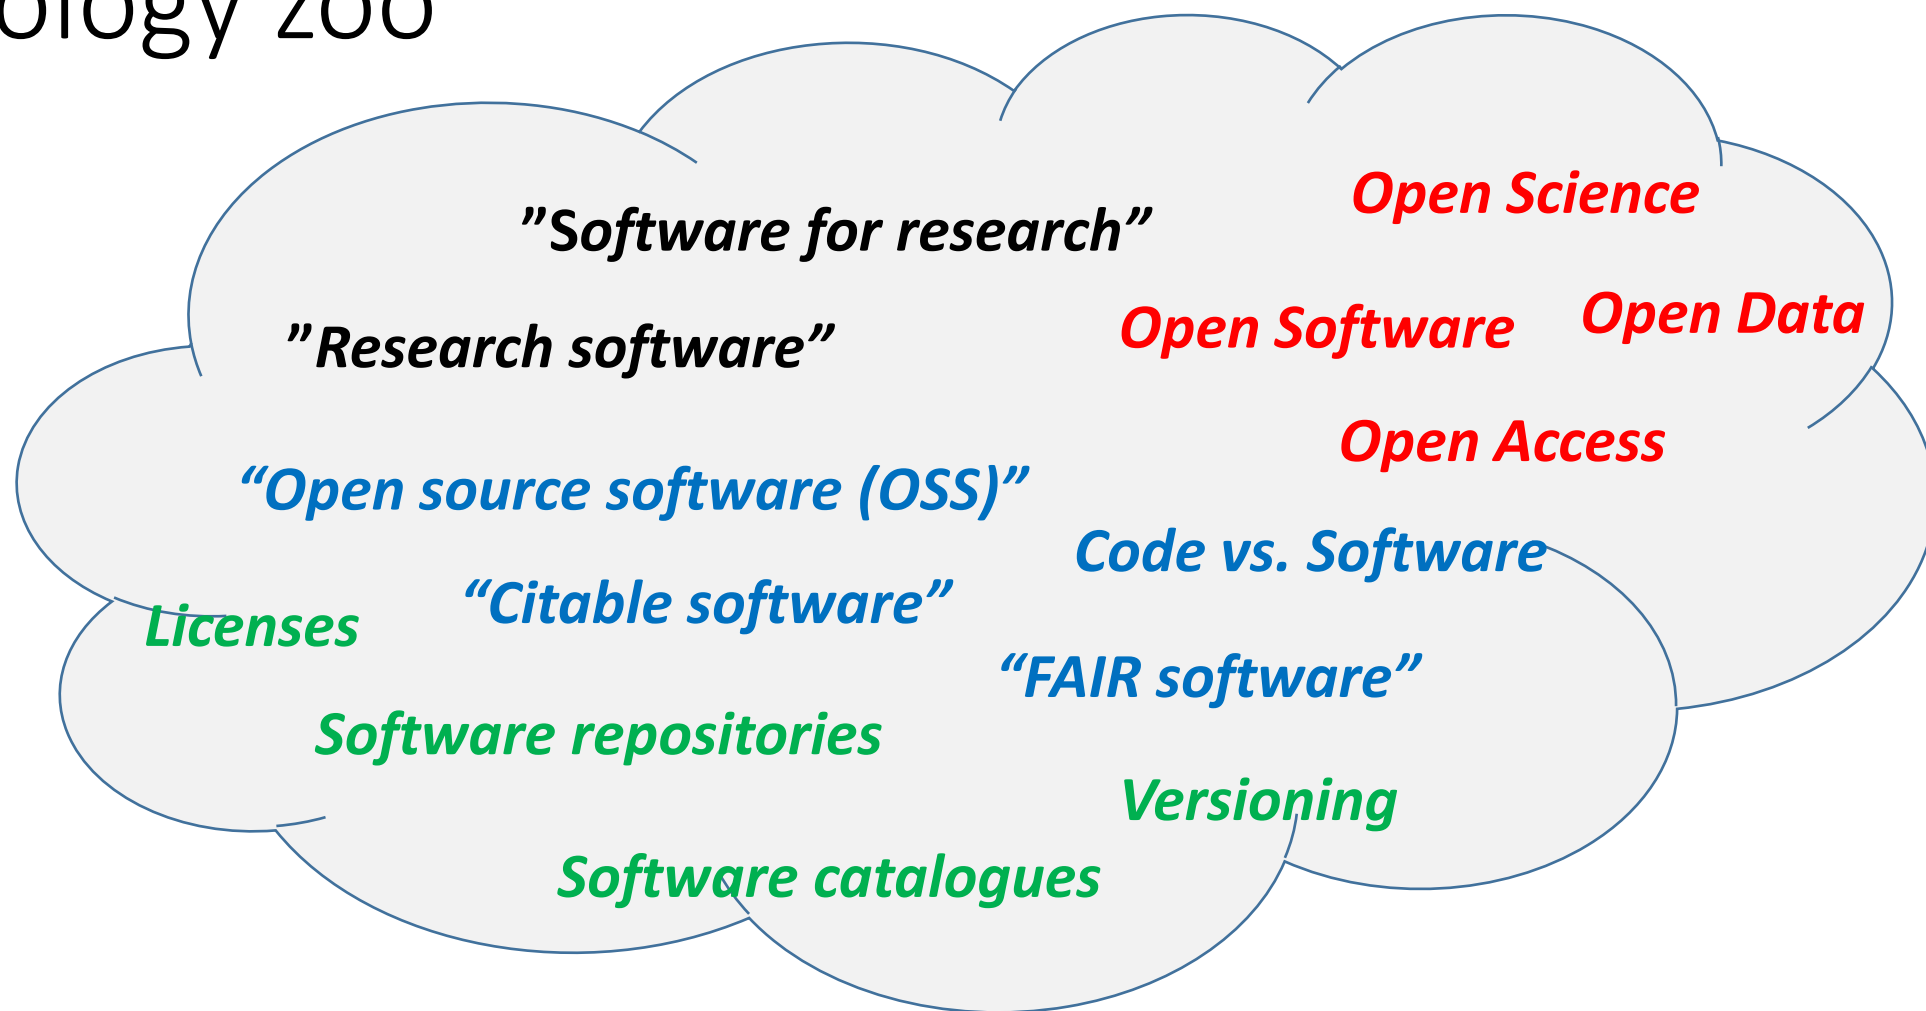 ology zoo
”Software for research”
Open Science
”Research software”
Open Software
Open Data
Open Access
“Open source software (OSS)”
Code vs. Software
“Citable software”
Licenses
“FAIR software”
Software repositories
Versioning
Software catalogues